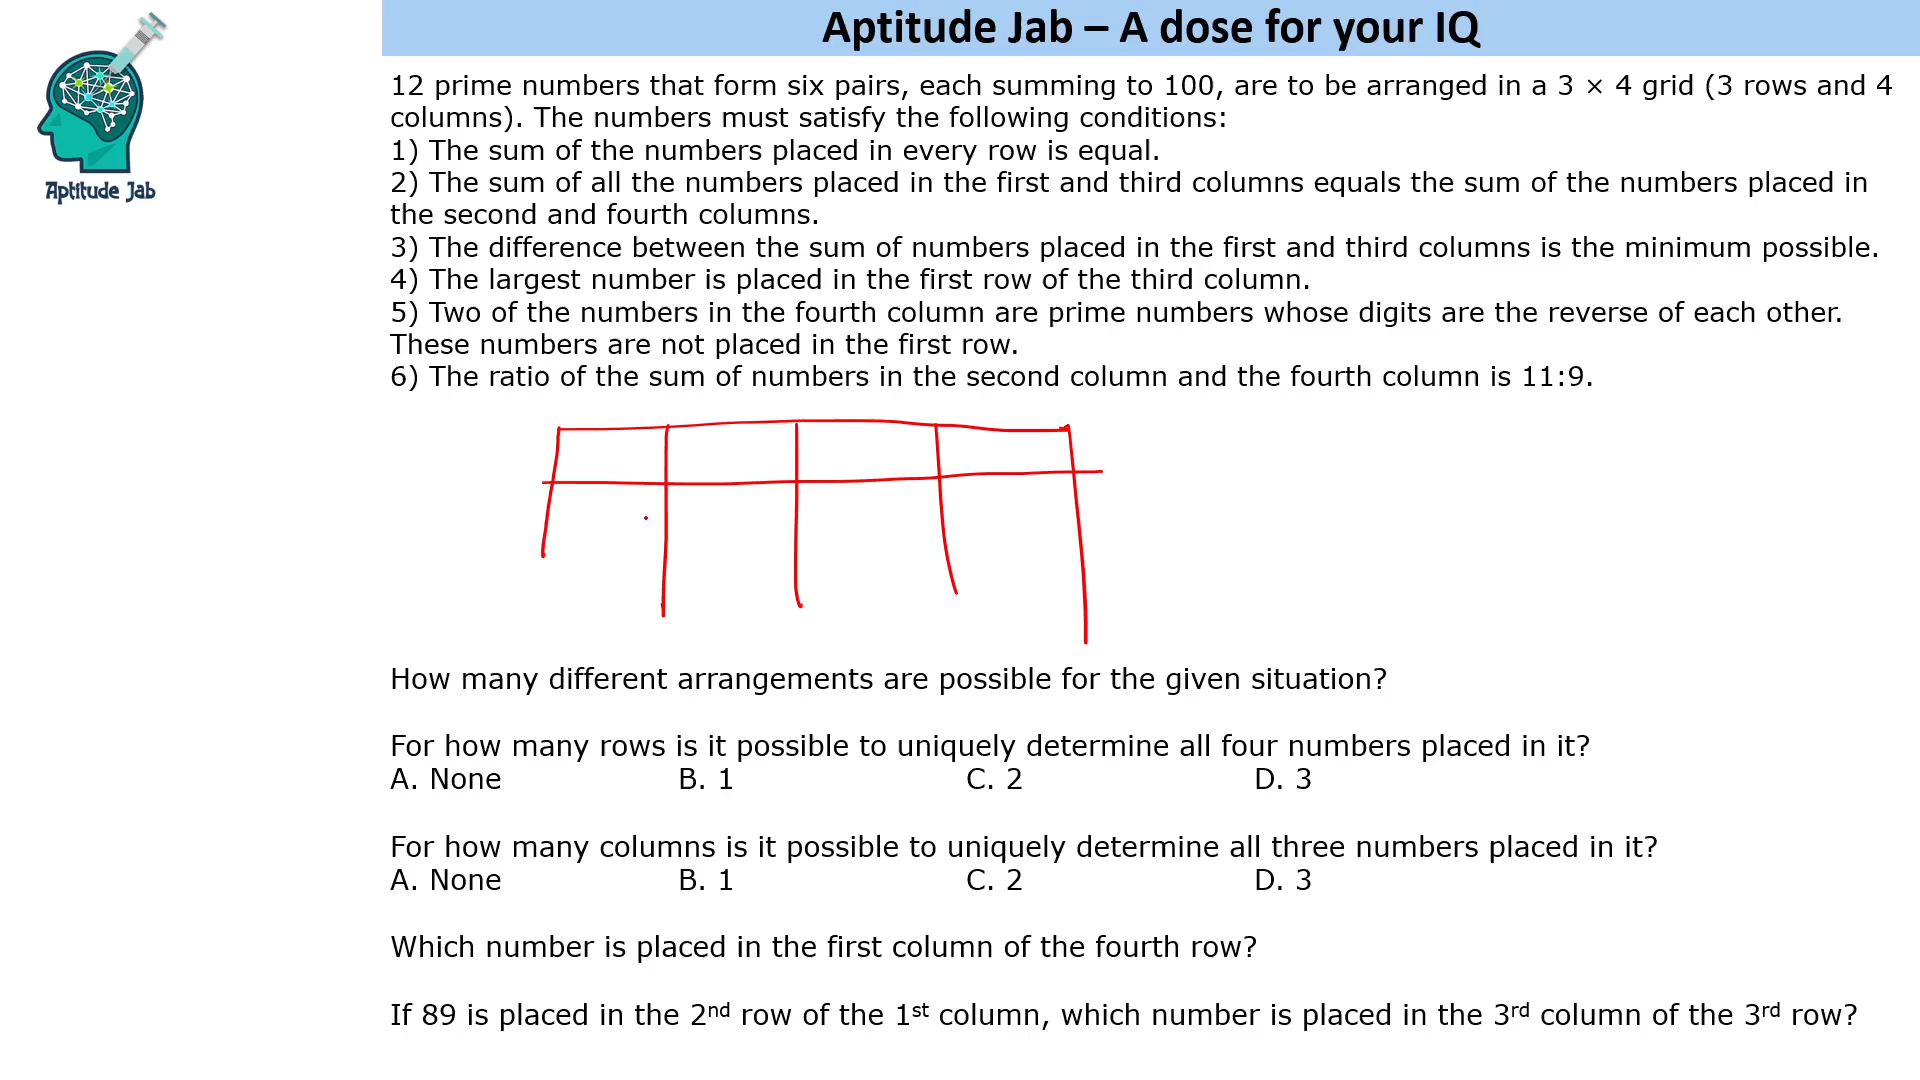 Aptitude Jab – A dose for your IQ
Aptitude Jab
12 prime numbers that form six pairs, each summing to 100, are to be arranged in a 3 × 4 grid (3 rows and 4
columns). The numbers must satisfy the following conditions:
1) The sum of the numbers placed in every row is equal.
2) The sum of all the numbers placed in the first and third columns equals the sum of the numbers placed in
the second and fourth columns.
3) The difference between the sum of numbers placed in the first and third columns is the minimum possible.
4) The largest number is placed in the first row of the third column.
5) Two of the numbers in the fourth column are prime numbers whose digits are the reverse of each other.
These numbers are not placed in the first row.
6) The ratio of the sum of numbers in the second column and the fourth column is 11:9.
How many different arrangements are possible for the given situation?
For how many rows is it possible to uniquely determine all four numbers placed in it?
A. None B. 1 C. 2 D. 3
For how many columns is it possible to uniquely determine all three numbers placed in it?
A. None B. 1 C. 2 D. 3
Which number is placed in the first column of the fourth row?
If 89 is placed in the 2nd row of the 1st column, which number is placed in the 3rd column of the 3rd row?